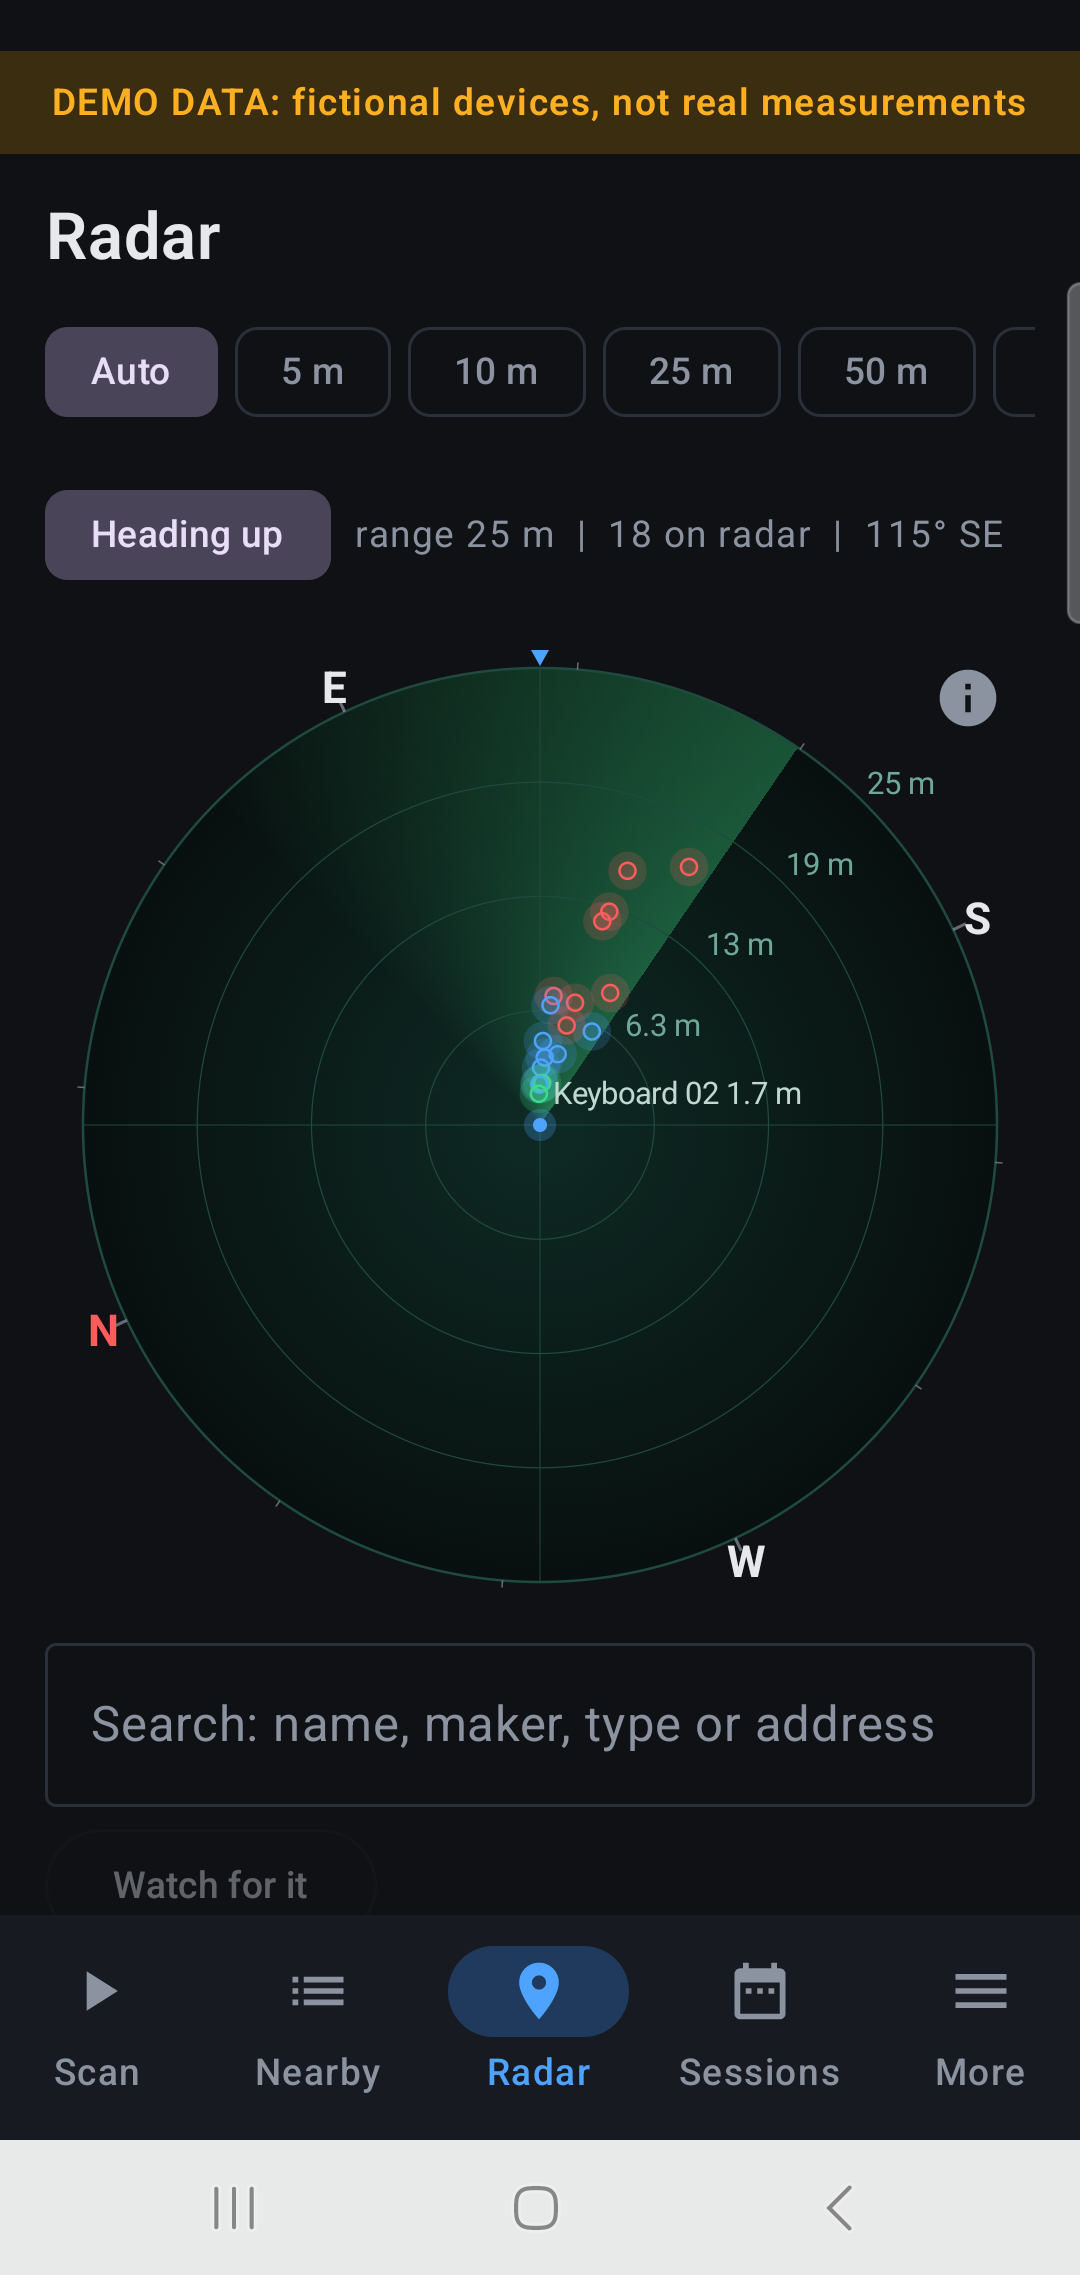 DEMO DATA: fictional devices, not real measurements
Radar
Auto
5 m
10 m
25 m
50 m
Heading up
range 25 m | 18 on radar | 115° SE
E
25 m
19 m
S
13 m
6.3 m
Keyboard 02 1.7 m
N
W
Search: name, maker, type or address
Watch for it
Scan
Nearby
Radar
Sessions
More